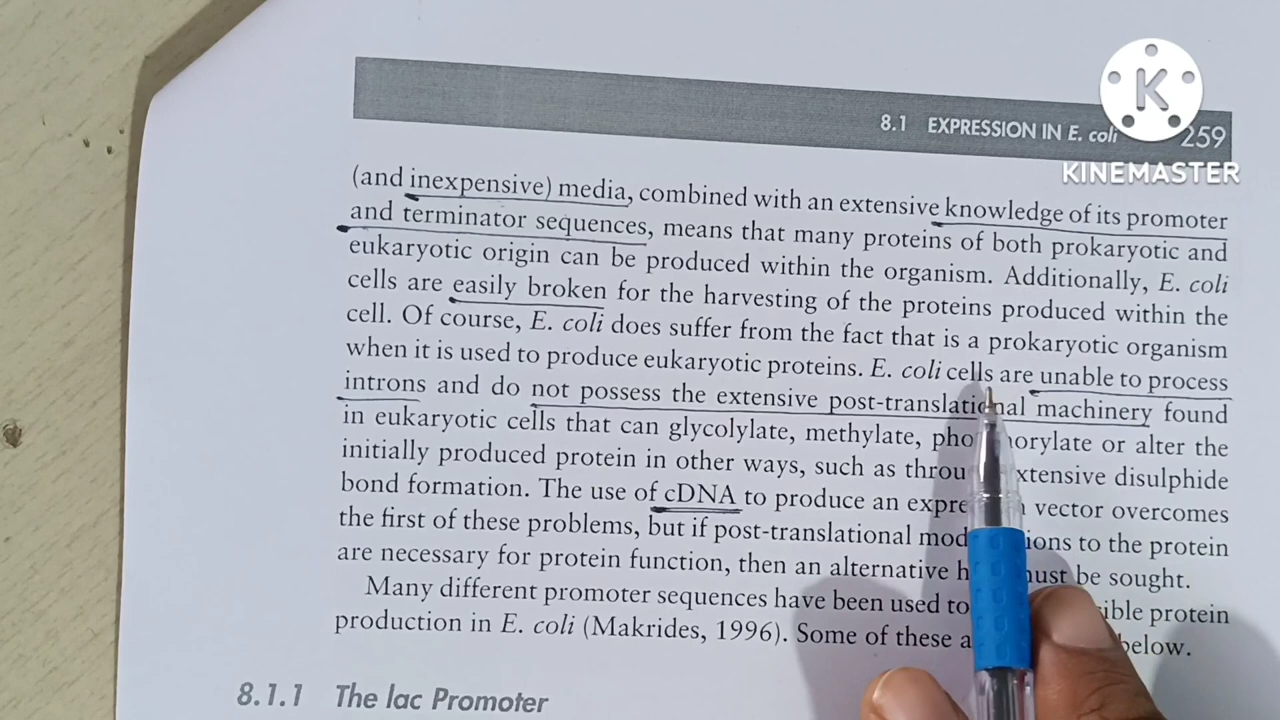 8.1 EXPRESSION IN E. coli 259
K
KINEMASTER
(and inexpensive) media, combined with an extensive knowledge of its promoter
and terminator sequences, means that many proteins of both prokaryotic and
eukaryotic origin can be produced within the organism. Additionally, E. coli
cells are easily broken for the harvesting of the proteins produced within the
cell. Of course, E. coli does suffer from the fact that is a prokaryotic organism
when it is used to produce eukaryotic proteins. E. coli cells are unable to process
introns and do not possess the extensive post-translational machinery found
in eukaryotic cells that can glycolylate, methylate, phosphorylate or alter the
initially produced protein in other ways, such as through extensive disulphide
bond formation. The use of cDNA to produce an expression vector overcomes
the first of these problems, but if post-translational modifications to the protein
are necessary for protein function, then an alternative host must be sought.
Many different promoter sequences have been used to protein
production in E. coli (Makrides, 1996). Some of these below.
8.1.1 The lac Promoter